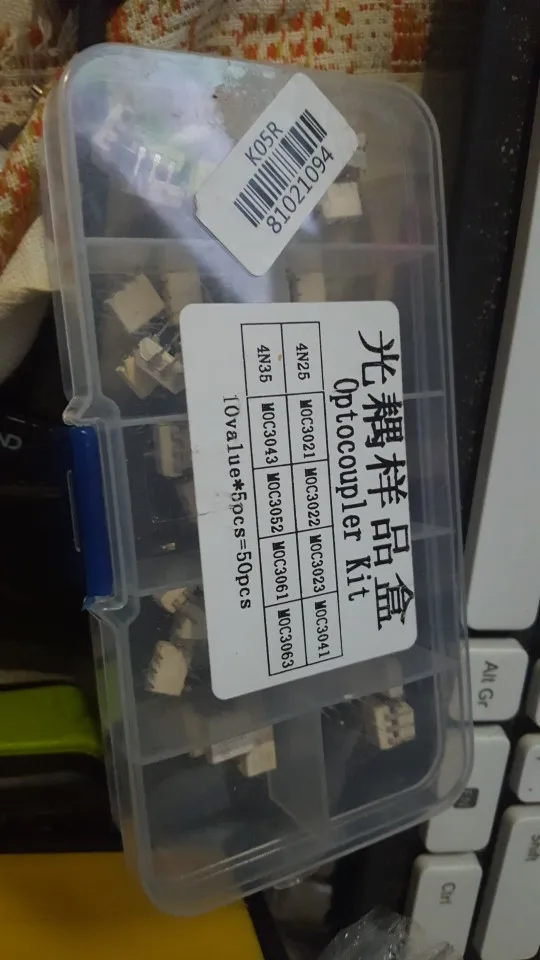 K05R
81021094
光耦样品盒
Optocoupler Kit
4N25 MOC3021 MOC3022 MOC3023 MOC3041
4N35 MOC3043 MOC3052 MOC3061 MOC3063
10value*5pcs=50pcs
Alt Gr
Shift
Ctrl